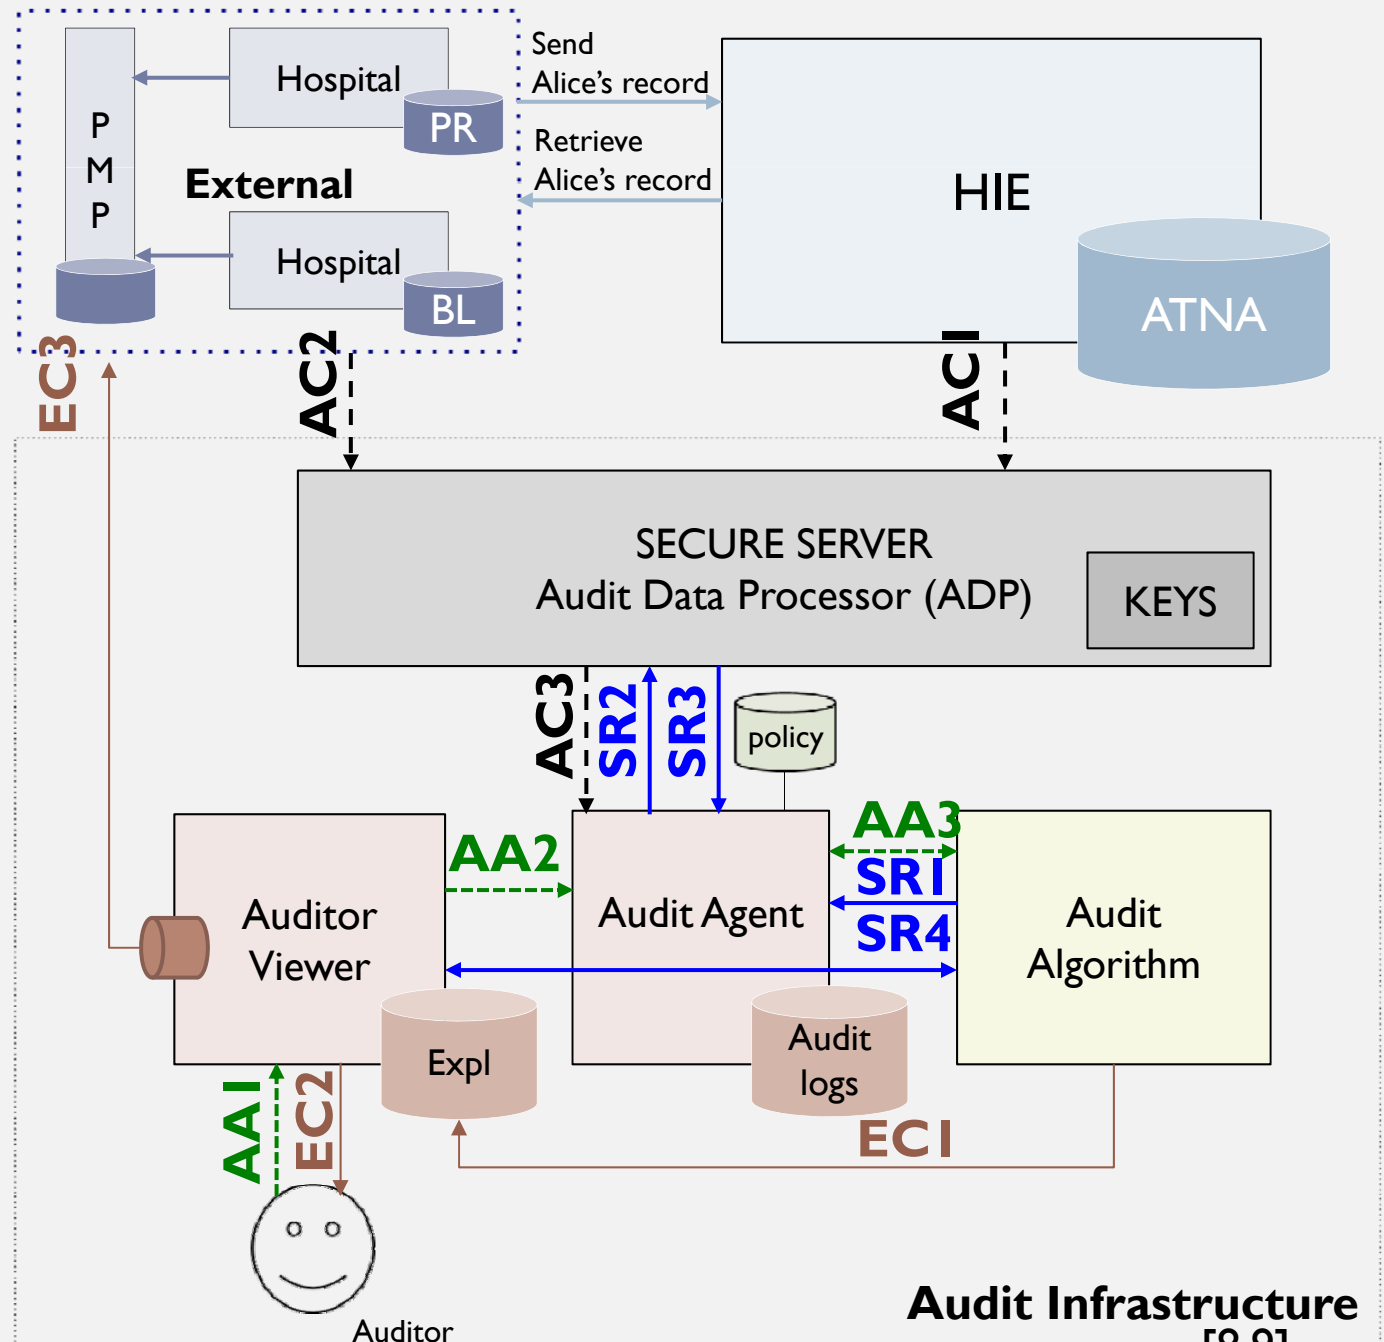 Send
Alice's record
Hospital
PR
P
M
P
Retrieve
Alice's record
External
HIE
Hospital
BL
ATNA
EC3
AC2
AC1
SECURE SERVER
Audit Data Processor (ADP)
KEYS
AC3
SR2
SR3
policy
AA3
AA2
SR1
Auditor
Viewer
Audit Agent
SR4
Audit
Algorithm
Expl
Audit
logs
AA1
EC2
EC1
Auditor
Audit Infrastructure